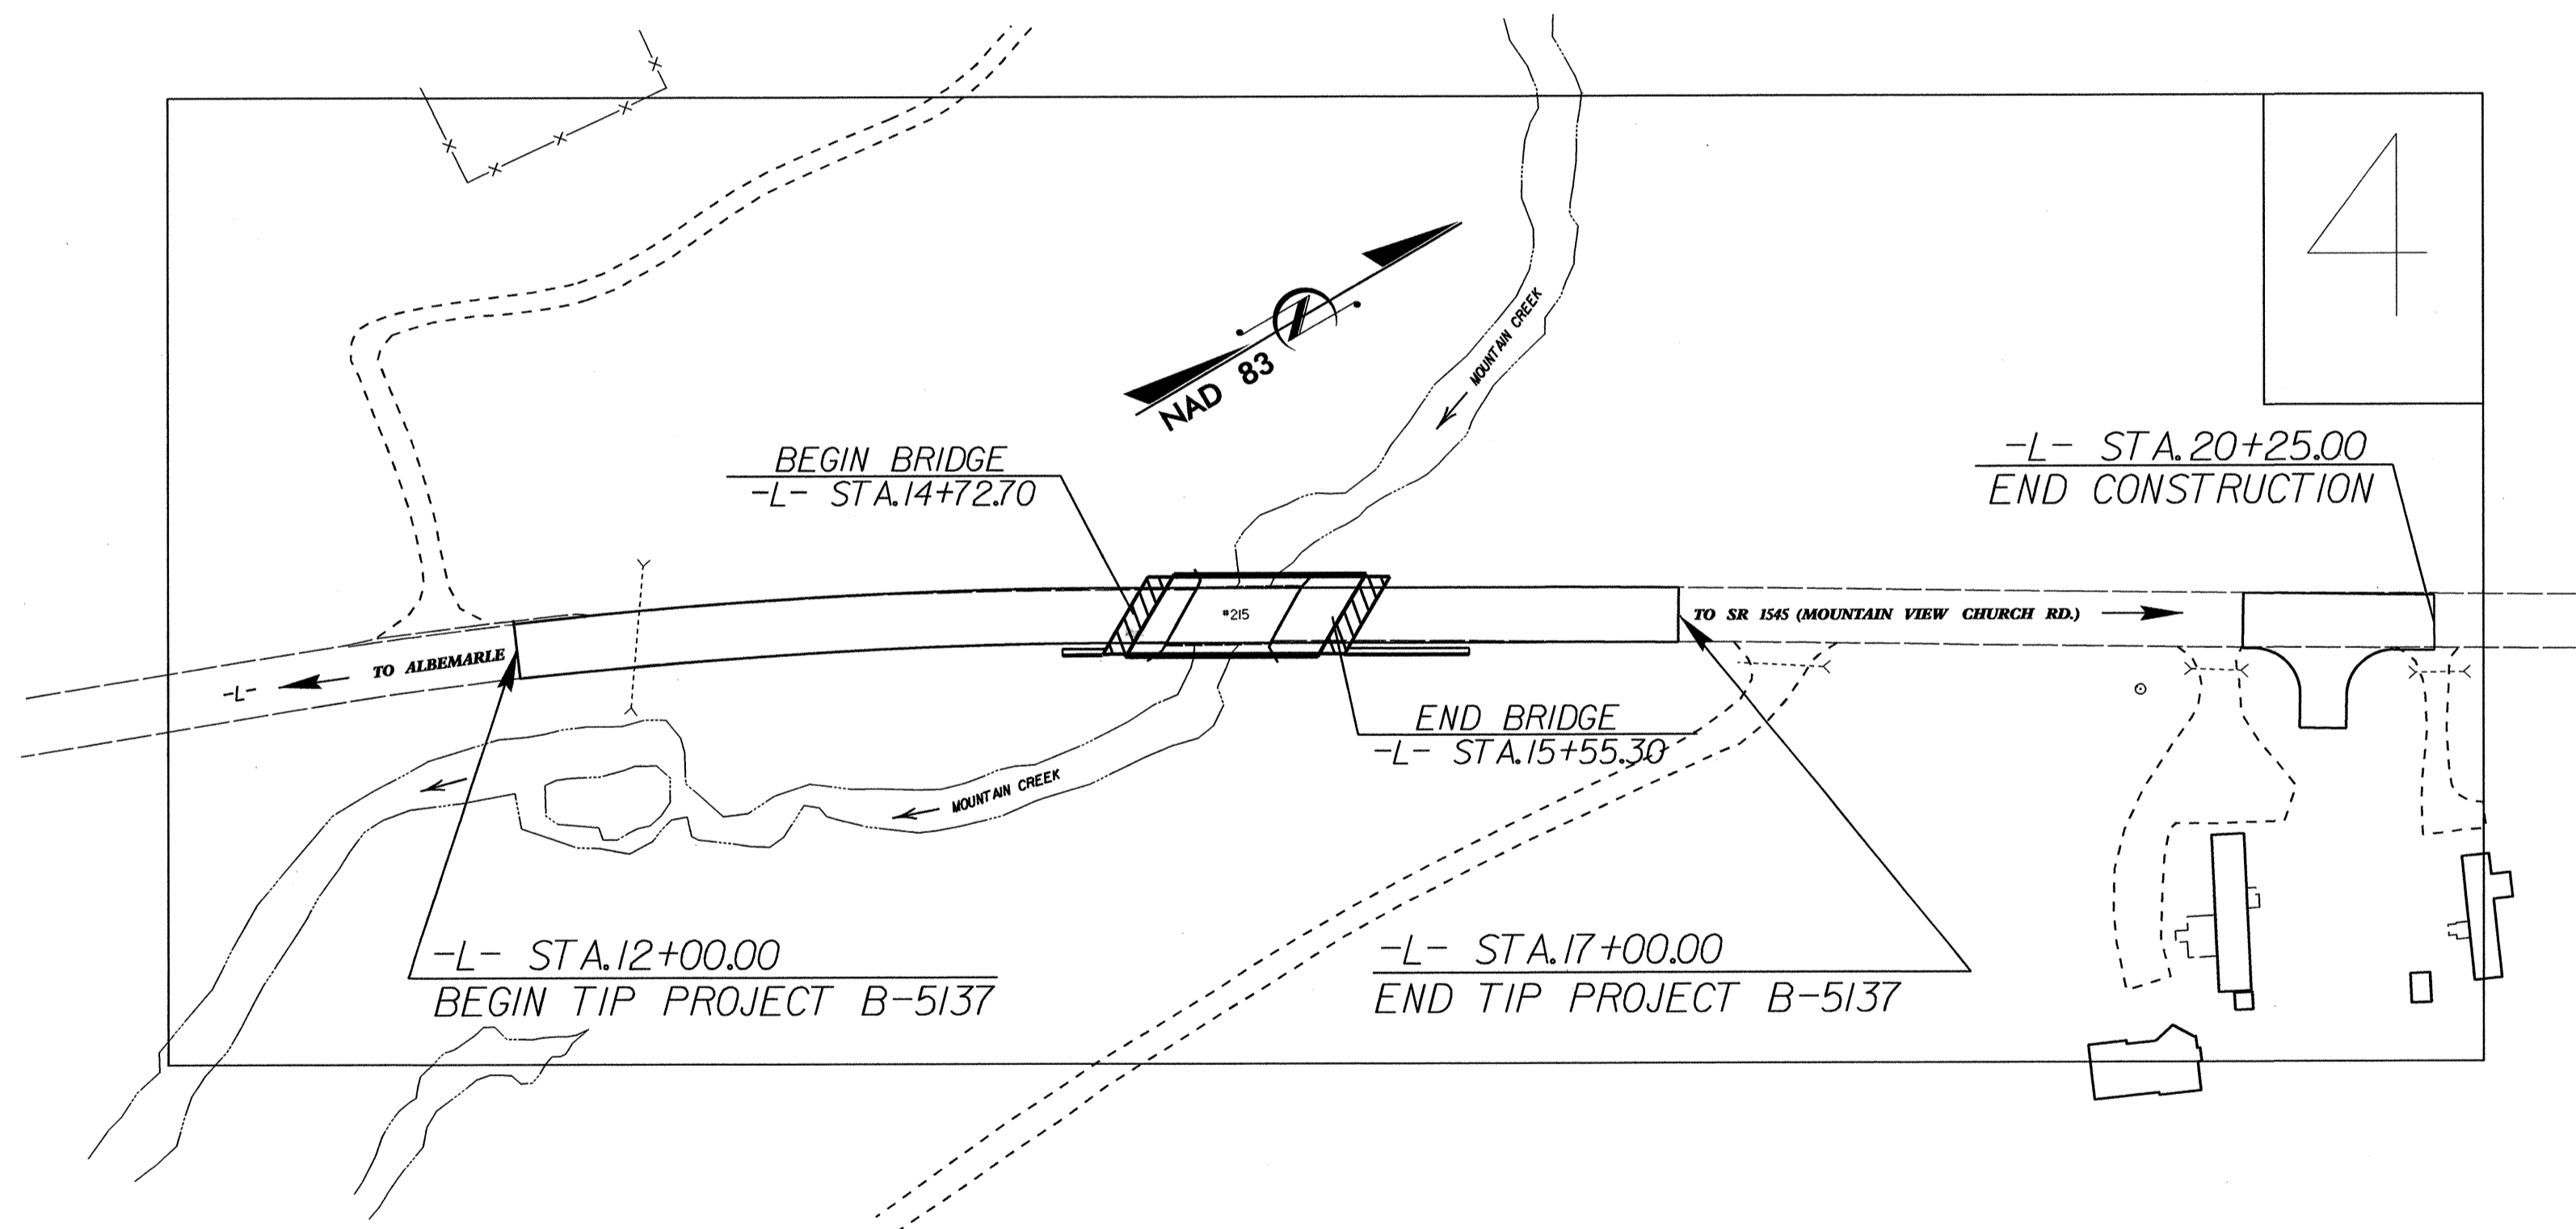 4
MOUNTAIN CREEK
NAD 83
BEGIN BRIDGE
-L- STA.14+72.70
-L- STA.20+25.00
END CONSTRUCTION
#215
TO SR 1545 (MOUNTAIN VIEW CHURCH RD.)
TO ALBEMARLE
-L-
END BRIDGE
-L- STA.15+55.30
MOUNTAIN CREEK
-L- STA.12+00.00
BEGIN TIP PROJECT B-5137
-L- STA.17+00.00
END TIP PROJECT B-5137